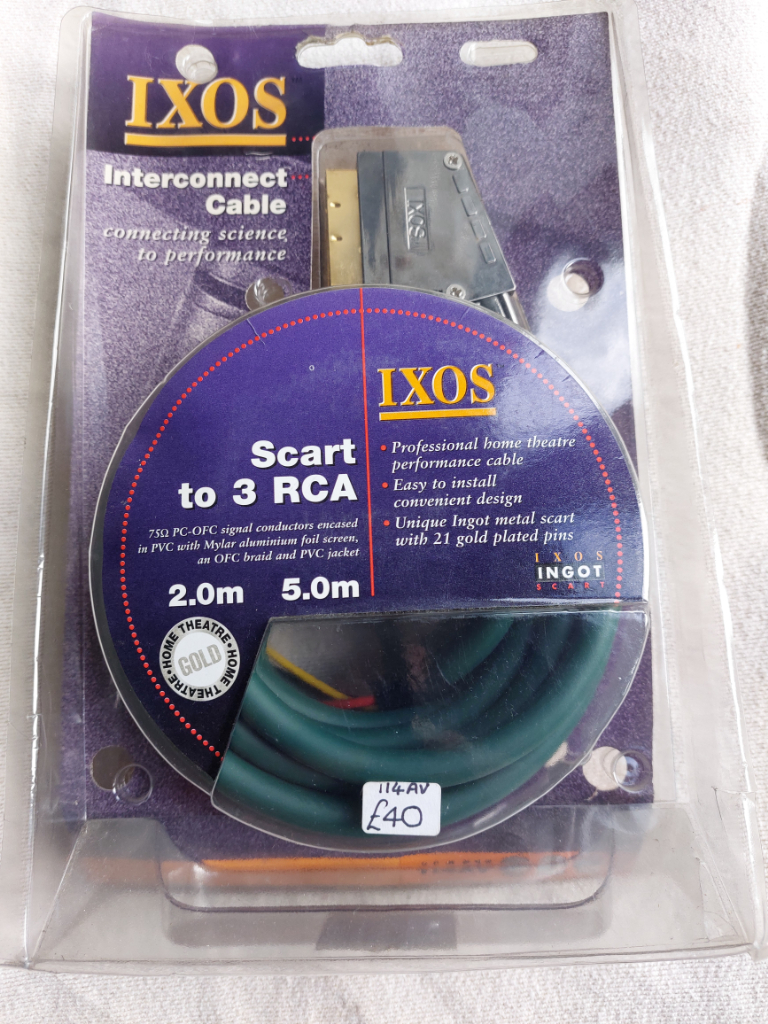 IXOS
Interconnect
Cable
connecting science
to performance
IXOS
IXOS
Scart
to 3 RCA
75Ω PC-OFC signal conductors encased
in PVC with Mylar aluminium foil screen,
an OFC braid and PVC jacket
2.0m 5.0m
• Professional home theatre
performance cable
• Easy to install
convenient design
• Unique Ingot metal scart
with 21 gold plated pins
IXOS
INGOT
SCART
HOME THEATRE • HOME THEATRE •
GOLD
114AV
£40